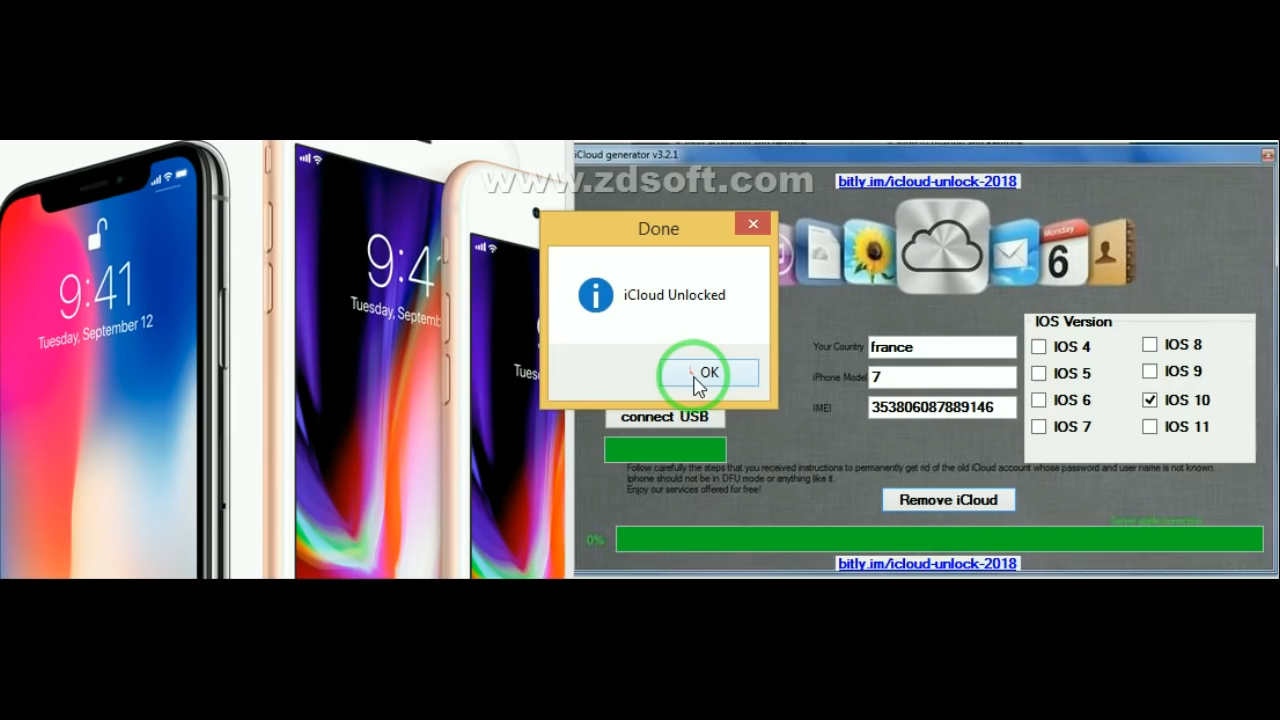 www.zdsoft.com
iCloud generator v3.2.1
bitly.im/icloud-unlock-2018
9:41
Tuesday, September 12
9:4
Tuesday, Septemb
Tues
Done
iCloud Unlocked
OK
Monday
6
Your Country
france
iPhone Model
7
IMEI
353806087889146
IOS Version
IOS 4
IOS 8
IOS 5
IOS 9
IOS 6
IOS 10
IOS 7
IOS 11
connect USB
Follow carefully the steps that you received instructions to permanently get rid of the old iCloud account whose password and user name is not known.
Iphone should not be in DFU mode or anything like it.
Enjoy our services offered for free!
Remove iCloud
0%
bitly.im/icloud-unlock-2018